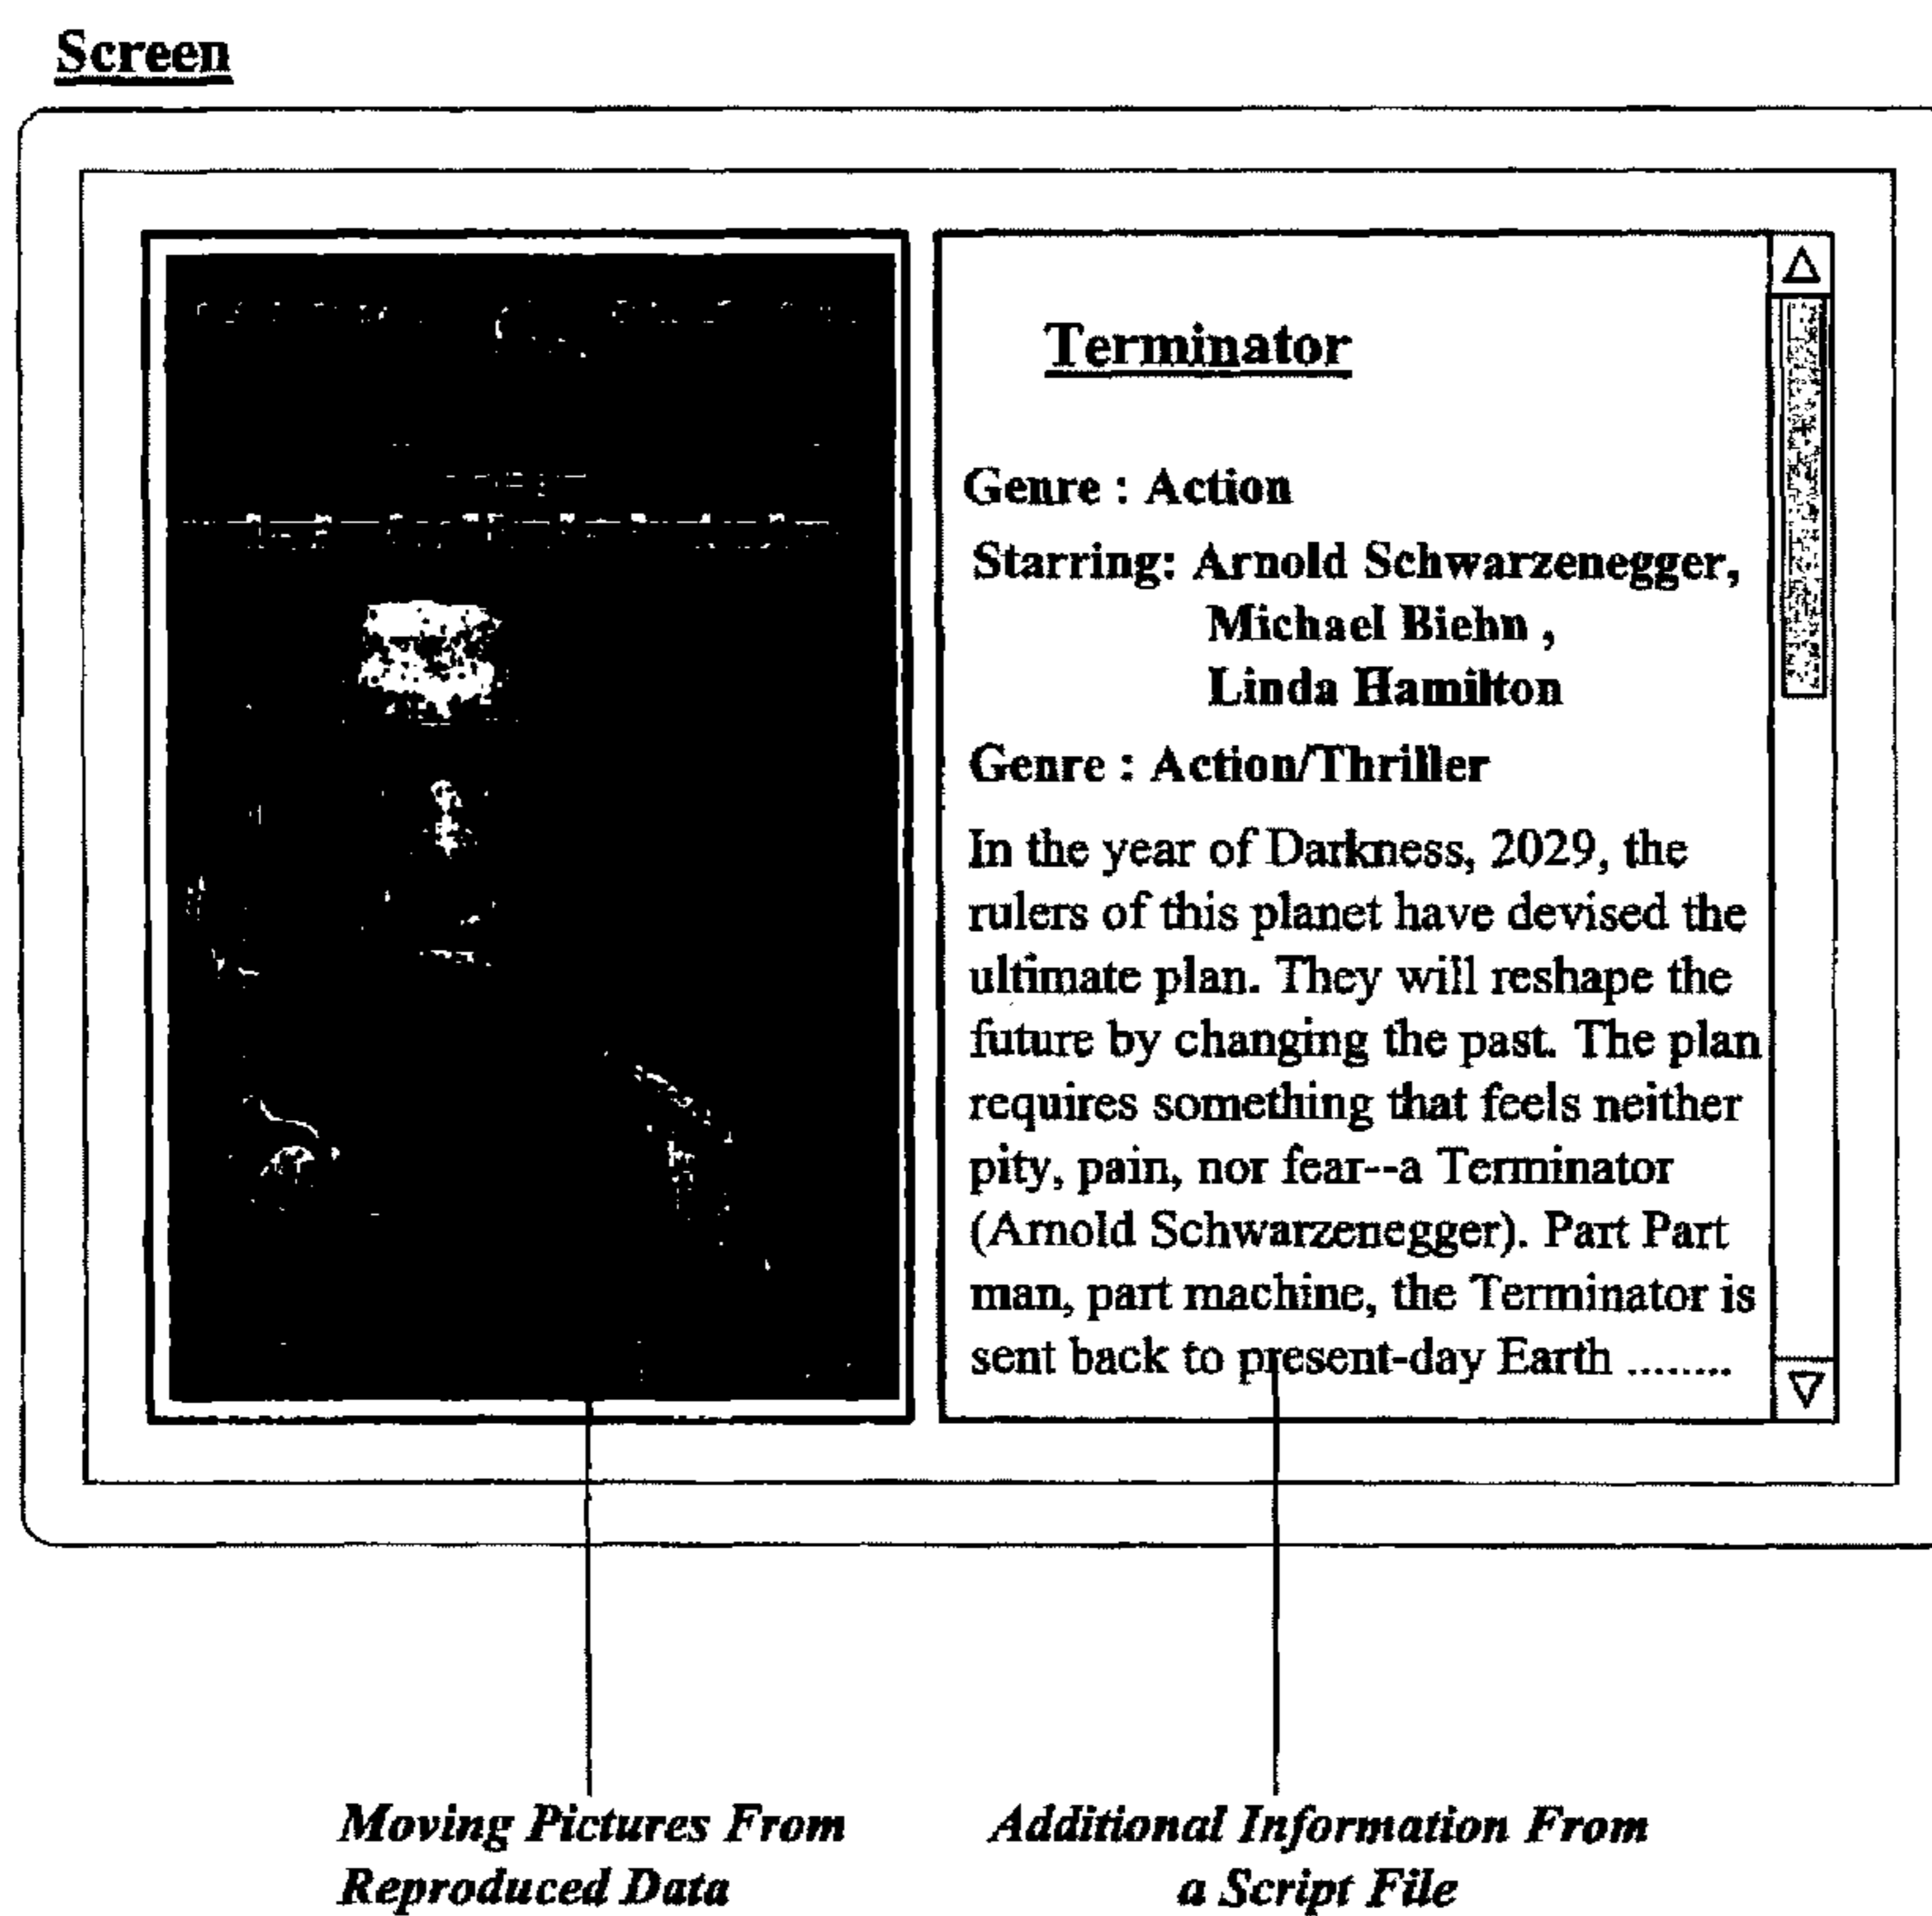 Screen
Terminator
Genre : Action
Starring: Arnold Schwarzenegger,
Michael Biehn ,
Linda Hamilton
Genre : Action/Thriller
In the year of Darkness, 2029, the
rulers of this planet have devised the
ultimate plan. They will reshape the
future by changing the past. The plan
requires something that feels neither
pity, pain, nor fear--a Terminator
(Arnold Schwarzenegger). Part Part
man, part machine, the Terminator is
sent back to present-day Earth ........
Moving Pictures From
Reproduced Data
Additional Information From
a Script File